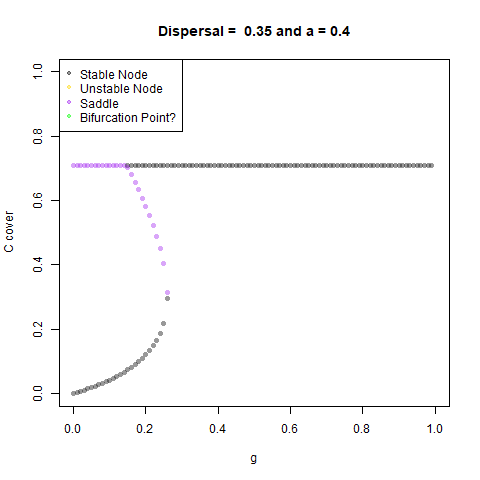 Dispersal =  0.35 and a = 0.4
Stable Node
Unstable Node
Saddle
Bifurcation Point?
C cover
1.0
0.8
0.6
0.4
0.2
0.0
0.0 0.2 0.4 0.6 0.8 1.0
g